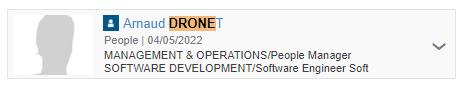 Arnaud DRONET
People | 04/05/2022
MANAGEMENT & OPERATIONS/People Manager
SOFTWARE DEVELOPMENT/Software Engineer Soft